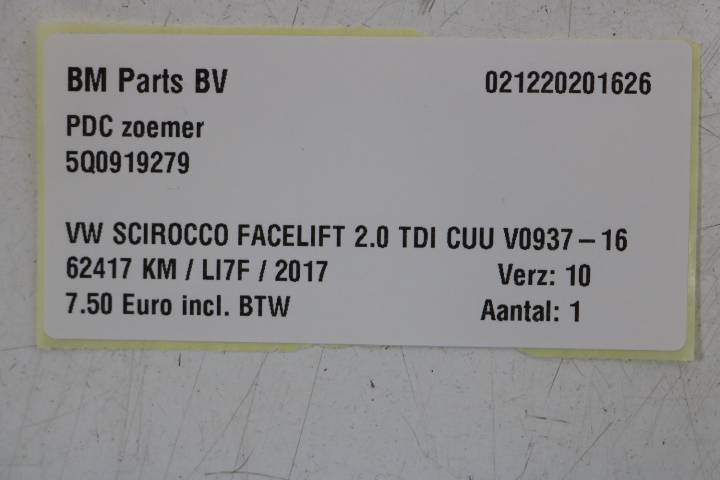 BM Parts BV 021220201626
PDC zoemer
5Q0919279
VW SCIROCCO FACELIFT 2.0 TDI CUU V0937-16
62417 KM / LI7F / 2017 Verz: 10
7.50 Euro incl. BTW Aantal: 1